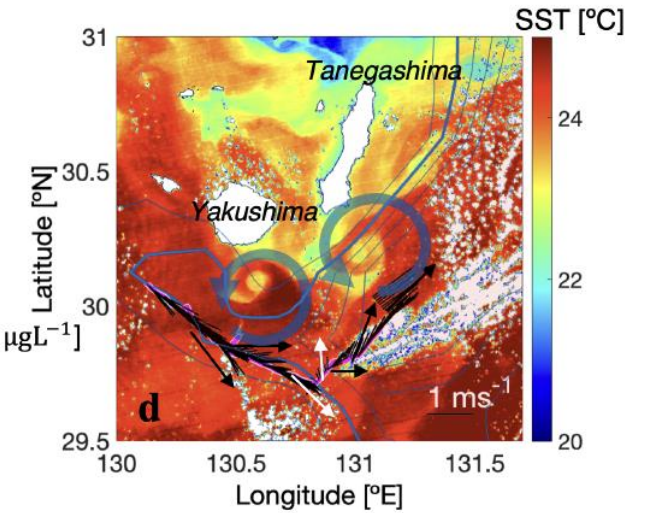 SST [ºC]
31
Tanegashima
24
30.5
Yakushima
Latitude [ºN]
22
30
µgL⁻¹]
d
1 ms⁻¹
29.5
20
130
130.5
131
131.5
Longitude [ºE]